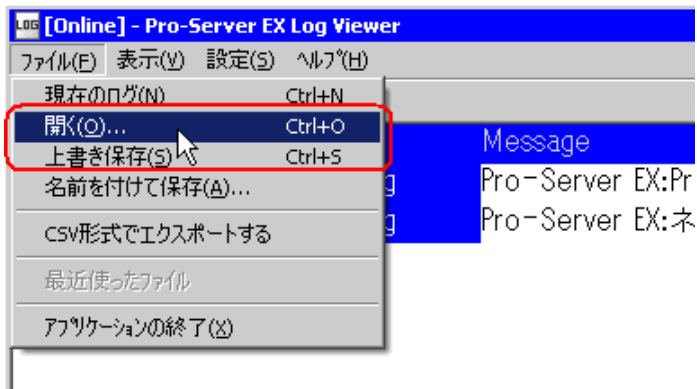 LOG [Online] - Pro-Server EX Log Viewer
ファイル(F) 表示(V) 設定(S) ヘルプ(H)
現在のログ(N) Ctrl+N
開く(O)... Ctrl+O
Message
上書き保存(S) Ctrl+S
名前を付けて保存(A)...
g Pro-Server EX:Pr
CSV形式でエクスポートする
g Pro-Server EX:ネ
最近使ったファイル
アプリケーションの終了(X)